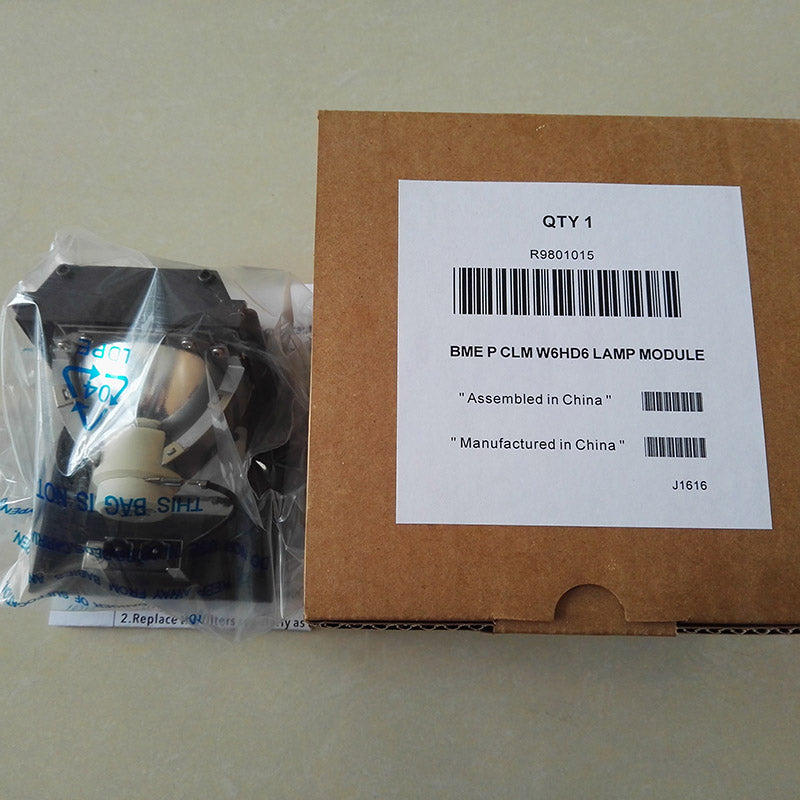 QTY 1
R9801015
BME P CLM W6HD6 LAMP MODULE
"Assembled in China"
"Manufactured in China"
J1616
LDPE
04
THIS BAG IS NOT
2.Replace